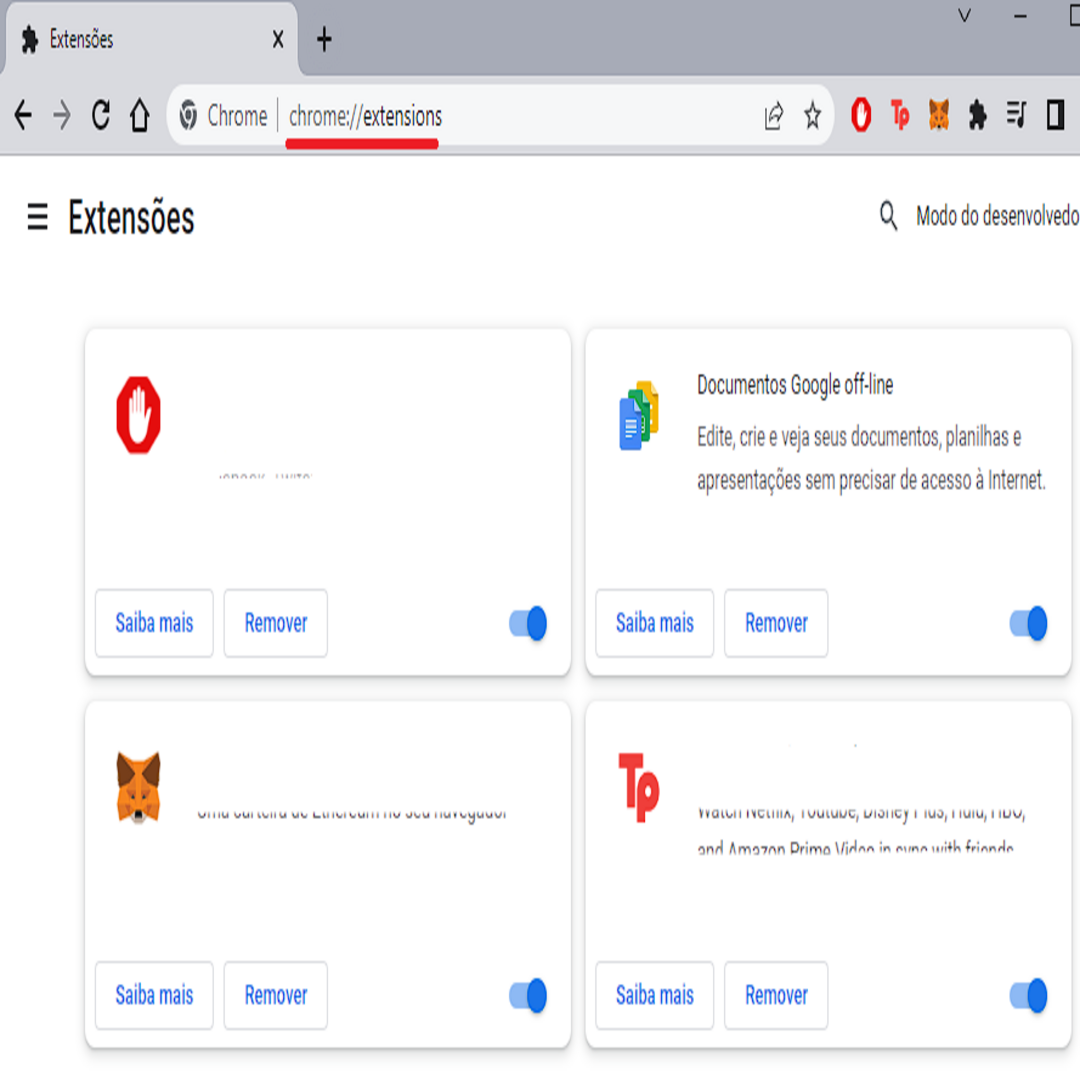 Extensões
Chrome
chrome://extensions
Tp
Extensões
Modo do desenvolvedo
Documentos Google off-line
Edite, crie e veja seus documentos, planilhas e
apresentações sem precisar de acesso à Internet.
Saiba mais
Remover
Saiba mais
Remover
Tp
Uma carteira de Ethereum no seu navegador
Watch Netflix, Youtube, Disney Plus, Hulu, HBO,
and Amazon Prime Video in sync with friends
Saiba mais
Remover
Saiba mais
Remover